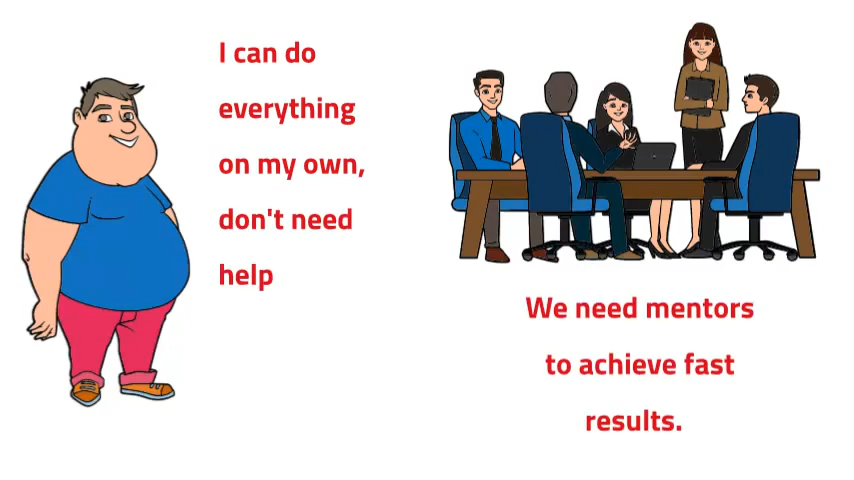 I can do
everything
on my own,
don't need
help
We need mentors
to achieve fast
results.